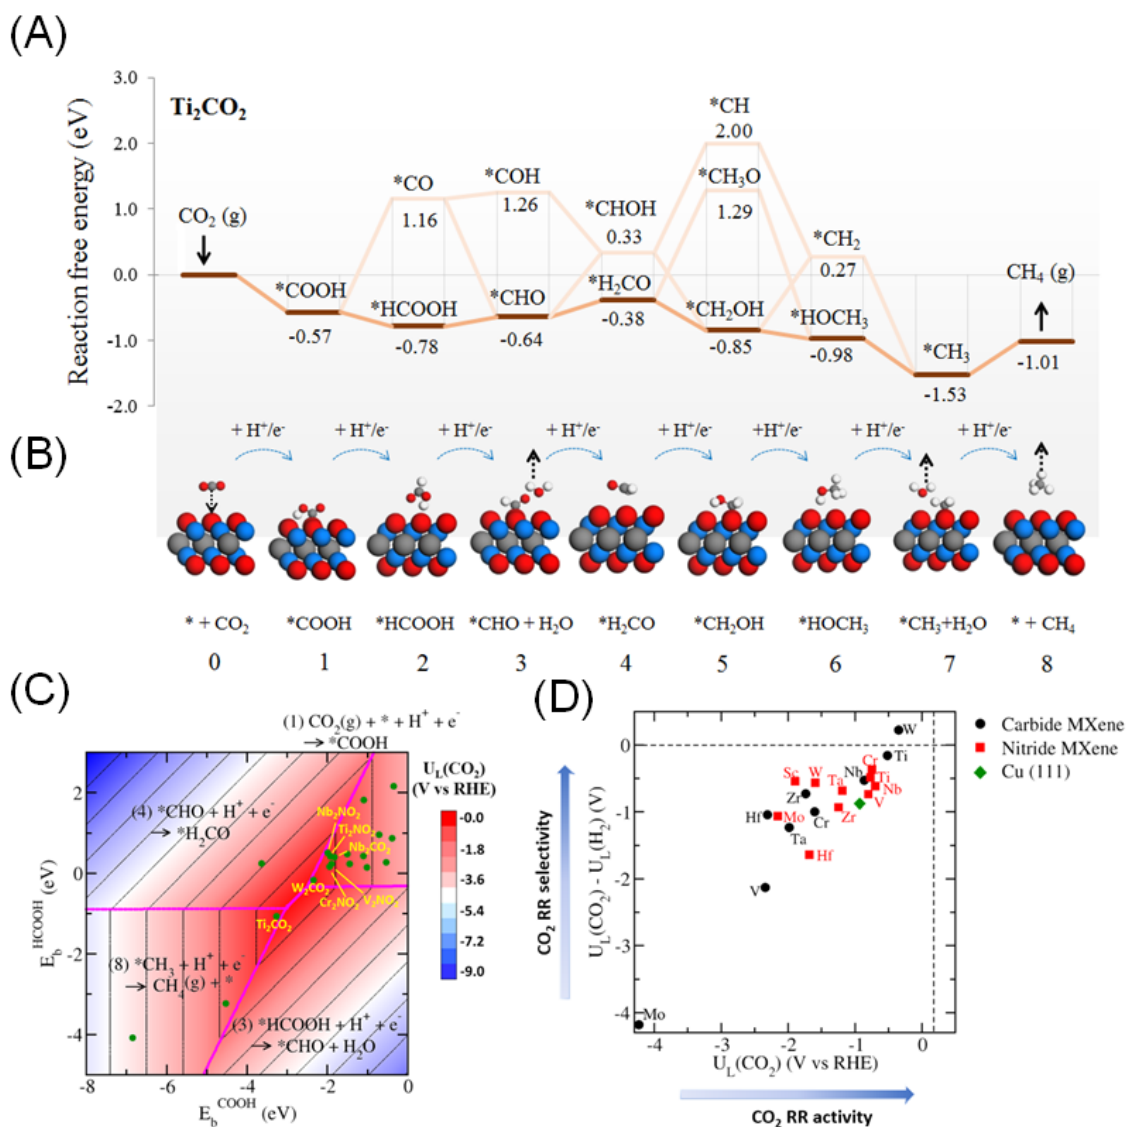 (A)
Reaction free energy (eV)
3.0
2.0
1.0
0.0
-1.0
-2.0
Ti₂CO₂
CO₂ (g)
*COOH
-0.57
*CO
1.16
*HCOOH
-0.78
*COH
1.26
*CHO
-0.64
*CHOH
0.33
*H₂CO
-0.38
*CH
2.00
*CH₃O
1.29
*CH₂OH
-0.85
*CH₂
0.27
*HOCH₃
-0.98
*CH₃
-1.53
CH₄ (g)
-1.01
(B)
+ H⁺/e⁻ + H⁺/e⁻ + H⁺/e⁻ + H⁺/e⁻ + H⁺/e⁻ +H⁺/e⁻ + H⁺/e⁻ + H⁺/e⁻
* + CO₂ *COOH *HCOOH *CHO + H₂O *H₂CO *CH₂OH *HOCH₃ *CH₃+H₂O * + CH₄
0 1 2 3 4 5 6 7 8
(C)
(1) CO₂(g) + * + H⁺ + e⁻
→ *COOH
(4) *CHO + H⁺ + e⁻
→ *H₂CO
Nb₂NO₂
Ti₂NO₂
Nb₂CO₂
W₂CO₂
Cr₂NO₂
V₂NO₂
Ti₂CO₂
(8) *CH₃ + H⁺ + e⁻
→ CH₄(g) + *
(3) *HCOOH + H⁺ + e⁻
→ *CHO + H₂O
E_b^HCOOH (eV)
2
0
-2
-4
-8 -6 -4 -2 0
E_b^COOH (eV)
U_L(CO₂)
(V vs RHE)
-0.0
-1.8
-3.6
-5.4
-7.2
-9.0
(D)
CO₂ RR selectivity
U_L(CO₂) - U_L(H₂) (V)
0
-1
-2
-3
-4
W
Ti
Cr
Nb
Ti
Nb
V
Sc
W
Ta
Zr
Zr
Hf
Mo
Cr
Ta
Hf
V
Mo
-4 -3 -2 -1 0
U_L(CO₂) (V vs RHE)
CO₂ RR activity
Carbide MXene
Nitride MXene
Cu (111)